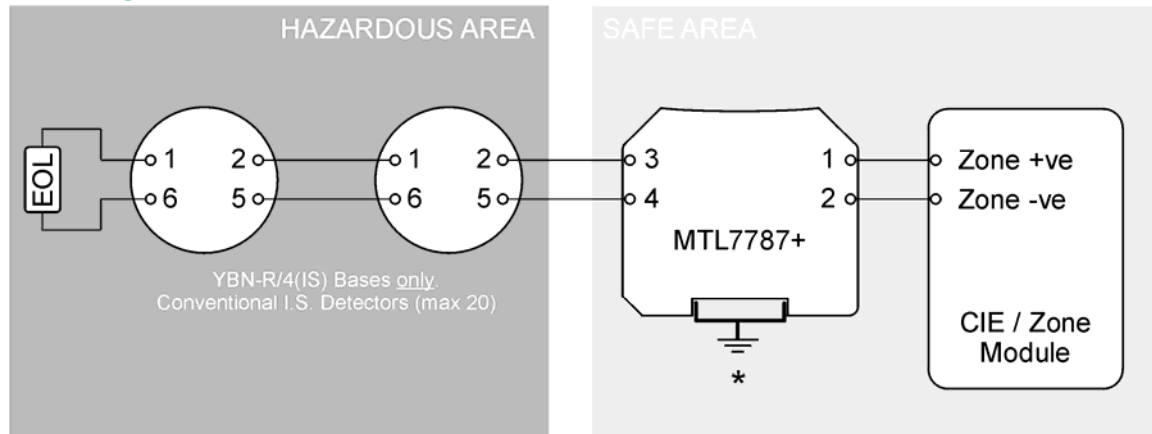 HAZARDOUS AREA
SAFE AREA
EOL
1 2 1 2 3 1 Zone +ve
6 5 6 5 4 2 Zone -ve
MTL7787+
YBN-R/4(IS) Bases only.
Conventional I.S. Detectors (max 20)
CIE / Zone
Module
*